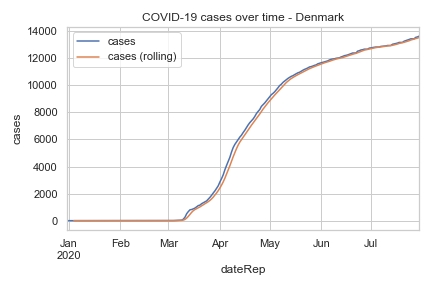 COVID-19 cases over time - Denmark
cases
cases (rolling)
14000
12000
10000
8000
6000
4000
2000
0
cases
Jan Feb Mar Apr May Jun Jul
2020
dateRep